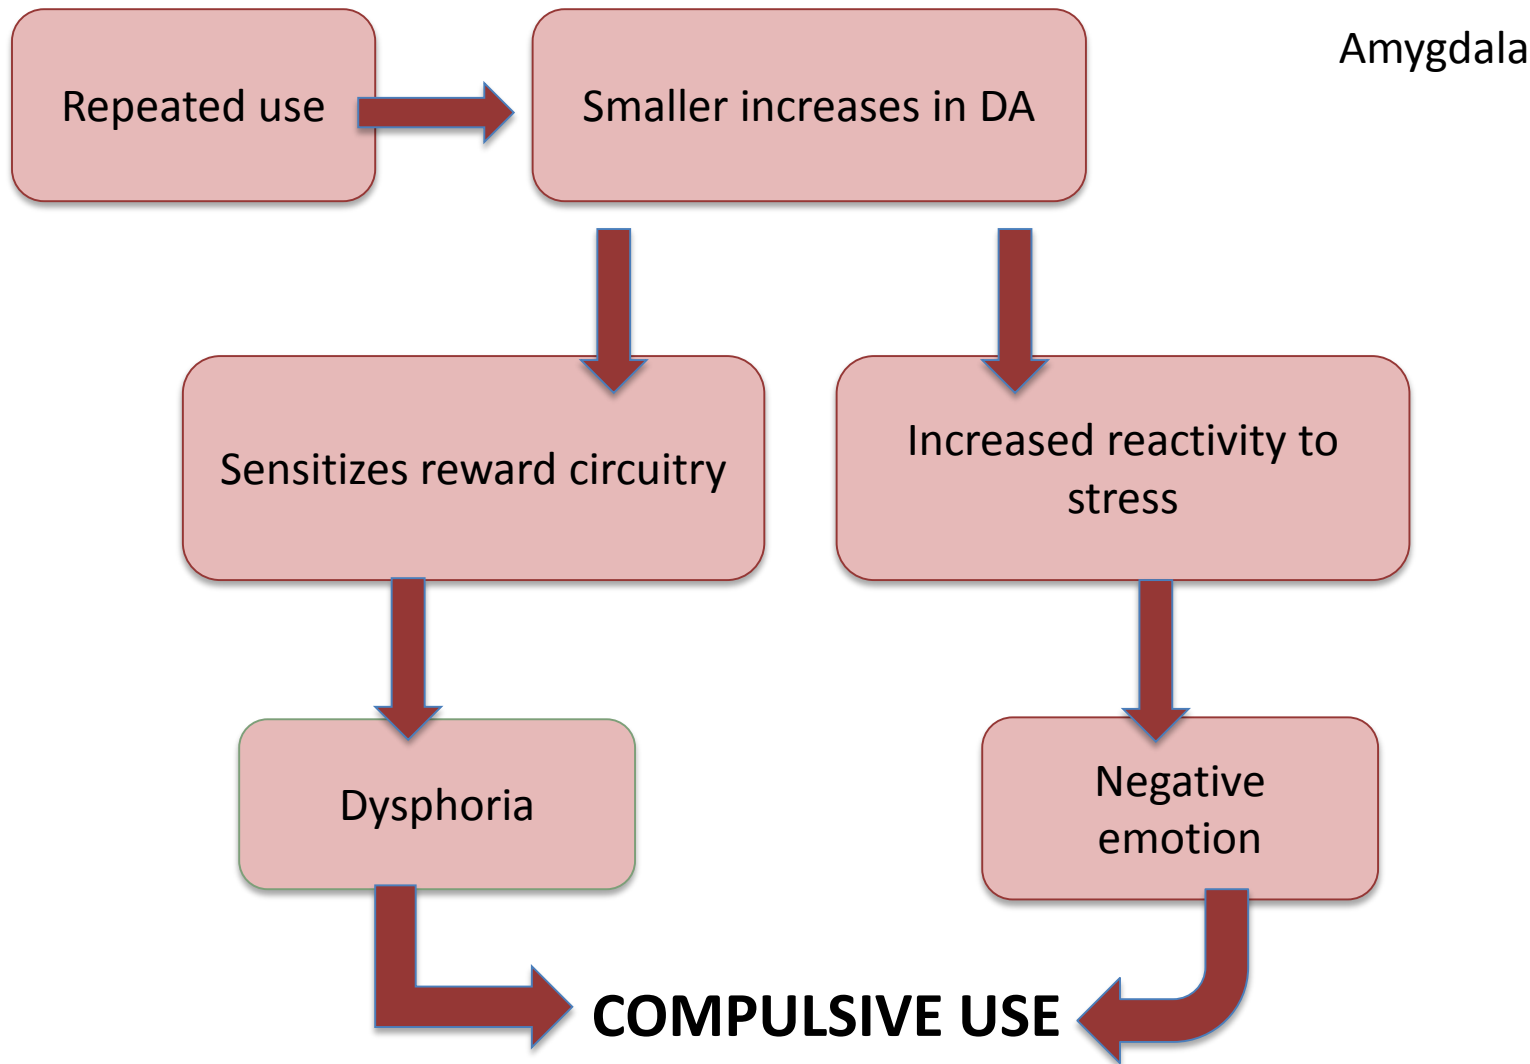 Amygdala
Repeated use
Smaller increases in DA
Sensitizes reward circuitry
Increased reactivity to
stress
Dysphoria
Negative
emotion
COMPULSIVE USE